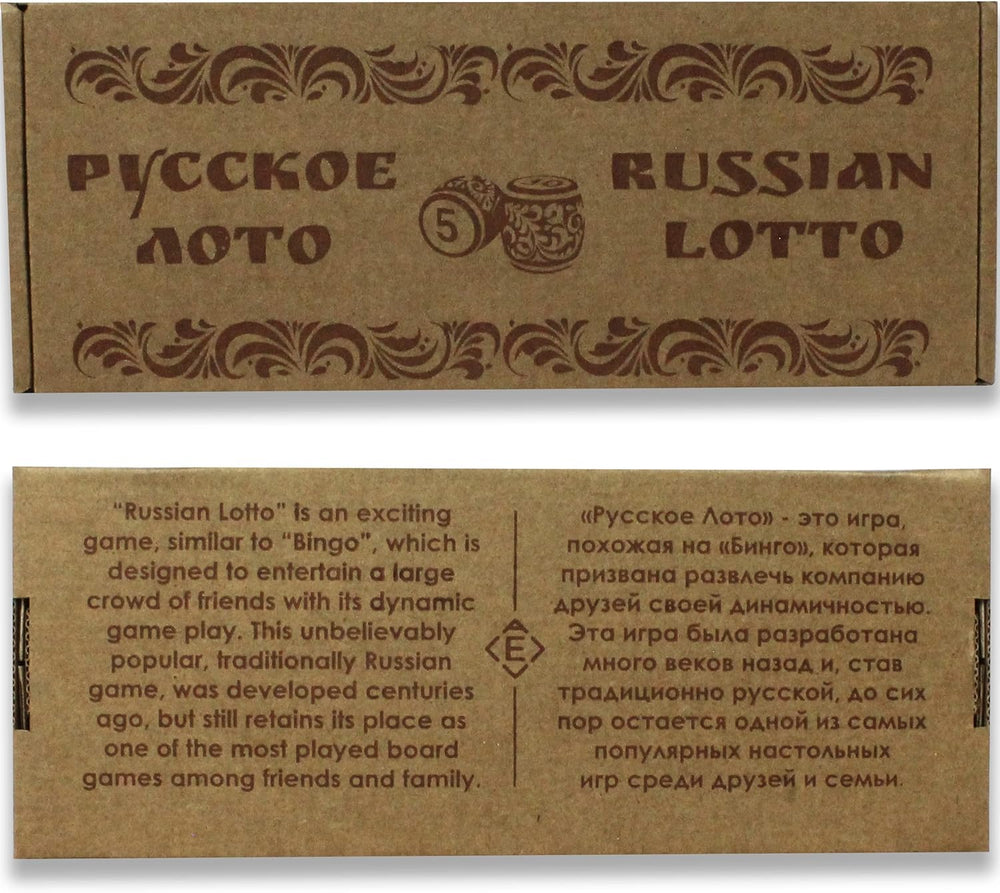 РУССКОЕ
ЛОТО
5
10
RUSSIAN
LOTTO
“Russian Lotto” is an exciting
game, similar to “Bingo”, which is
designed to entertain a large
crowd of friends with its dynamic
game play. This unbelievably
popular, traditionally Russian
game, was developed centuries
ago, but still retains its place as
one of the most played board
games among friends and family.
Ё
«Русское Лото» - это игра,
похожая на «Бинго», которая
призвана развлечь компанию
друзей своей динамичностью.
Эта игра была разработана
много веков назад и, став
традиционно русской, до сих
пор остается одной из самых
популярных настольных
игр среди друзей и семьи.